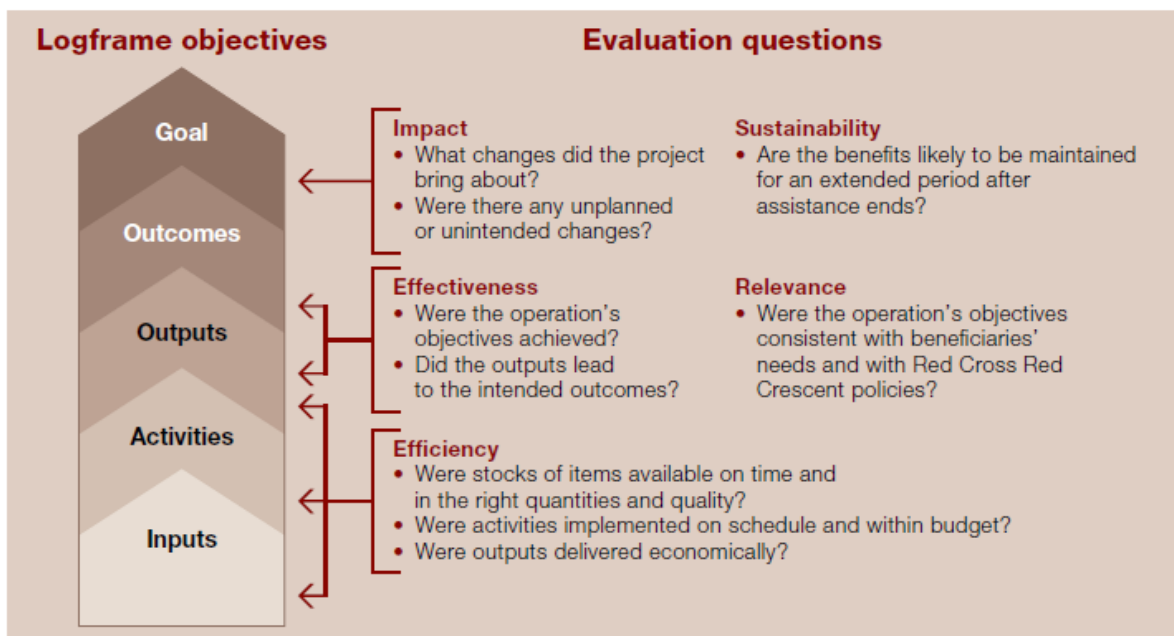 Logframe objectives
Evaluation questions
Goal
Outcomes
Outputs
Activities
Inputs
Impact
• What changes did the project
bring about?
• Were there any unplanned
or unintended changes?
Sustainability
• Are the benefits likely to be maintained
for an extended period after
assistance ends?
Effectiveness
• Were the operation's
objectives achieved?
• Did the outputs lead
to the intended outcomes?
Relevance
• Were the operation's objectives
consistent with beneficiaries'
needs and with Red Cross Red
Crescent policies?
Efficiency
• Were stocks of items available on time and
in the right quantities and quality?
• Were activities implemented on schedule and within budget?
• Were outputs delivered economically?